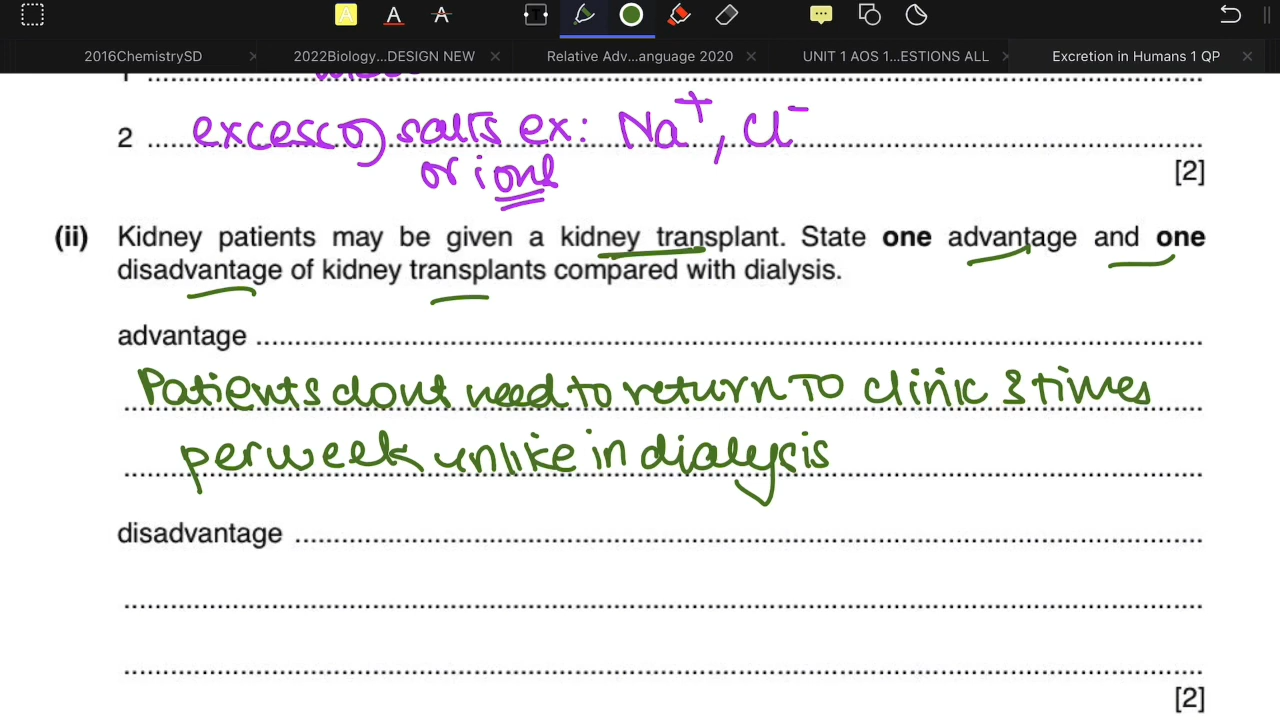 2016ChemistrySD
2022Biology...DESIGN NEW
Relative Adv...anguage 2020
UNIT 1 AOS 1...ESTIONS ALL
Excretion in Humans 1 QP
2 excess salts ex: Na⁺, Cl⁻
or ions
[2]
(ii) Kidney patients may be given a kidney transplant. State one advantage and one
disadvantage of kidney transplants compared with dialysis.
advantage
Patients dont need to return to clinic 3 times
per week unlike in dialysis
disadvantage
[2]